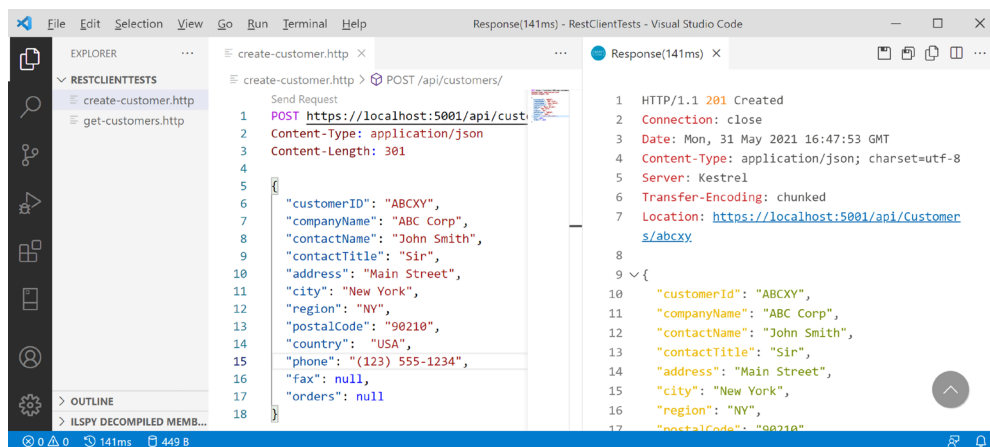 File Edit Selection View Go Run Terminal Help Response(141ms) - RestClientTests - Visual Studio Code
EXPLORER ...
RESTCLIENTTESTS
create-customer.http
get-customers.http
OUTLINE
ILSPY DECOMPILED MEMB...
create-customer.http ...
create-customer.http > POST /api/customers/
Send Request
1 POST https://localhost:5001/api/cust
2 Content-Type: application/json
3 Content-Length: 301
4
5 {
6 "customerID": "ABCXY",
7 "companyName": "ABC Corp",
8 "contactName": "John Smith",
9 "contactTitle": "Sir",
10 "address": "Main Street",
11 "city": "New York",
12 "region": "NY",
13 "postalCode": "90210",
14 "country":  "USA",
15 "phone": "(123) 555-1234",
16 "fax": null,
17 "orders": null
18 }
Response(141ms) ...
1 HTTP/1.1 201 Created
2 Connection: close
3 Date: Mon, 31 May 2021 16:47:53 GMT
4 Content-Type: application/json; charset=utf-8
5 Server: Kestrel
6 Transfer-Encoding: chunked
7 Location: https://localhost:5001/api/Customer
s/abcxy
8
9 {
10 "customerId": "ABCXY",
11 "companyName": "ABC Corp",
12 "contactName": "John Smith",
13 "contactTitle": "Sir",
14 "address": "Main Street",
15 "city": "New York",
16 "region": "NY",
17 "postalCode": "90210",
0 0 141ms 449 B